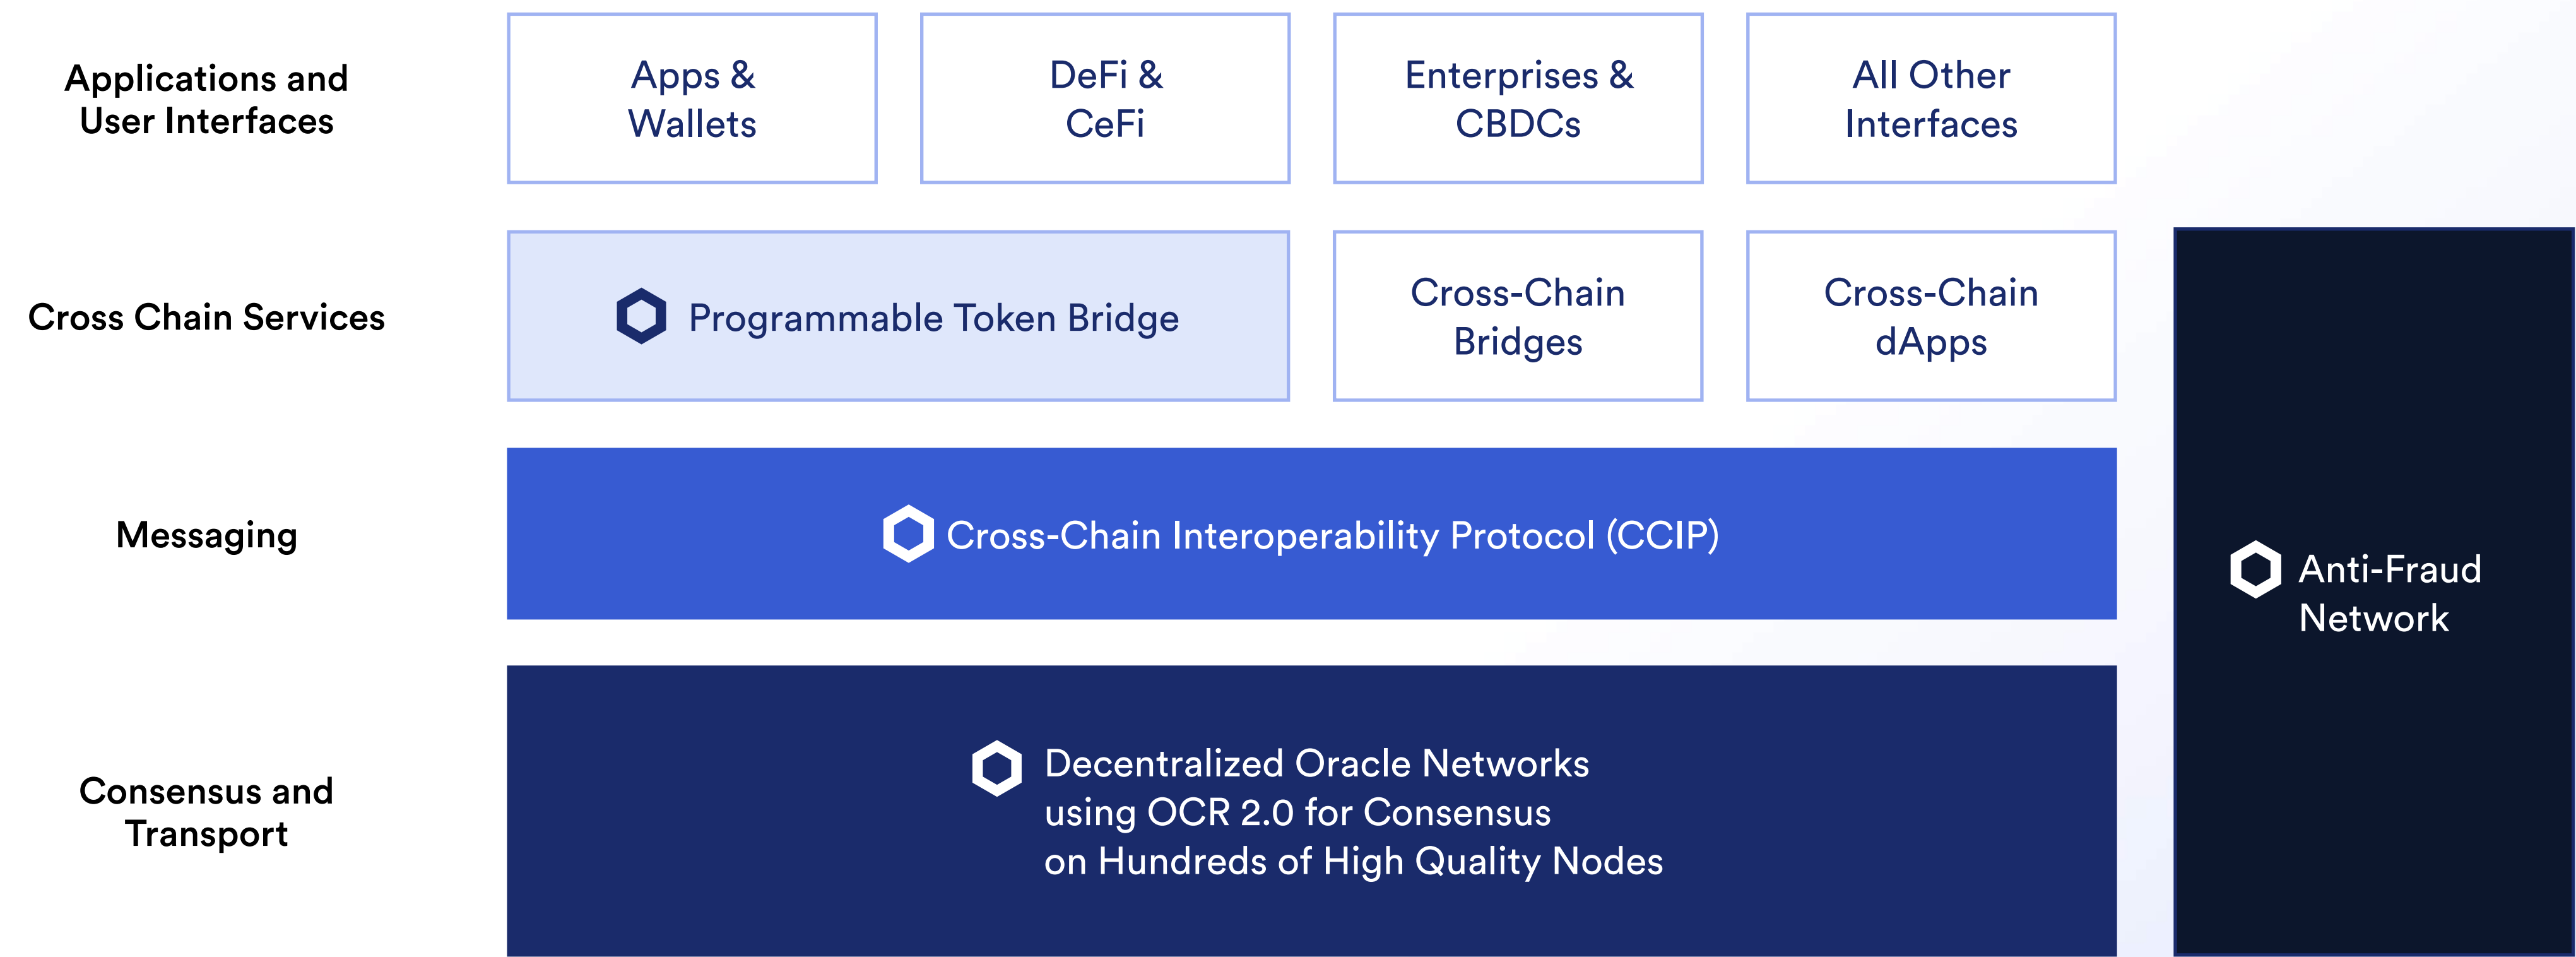 Applications and
User Interfaces
Apps &
Wallets
DeFi &
CeFi
Enterprises &
CBDCs
All Other
Interfaces
Cross Chain Services
Programmable Token Bridge
Cross-Chain
Bridges
Cross-Chain
dApps
Messaging
Cross-Chain Interoperability Protocol (CCIP)
Anti-Fraud
Network
Consensus and
Transport
Decentralized Oracle Networks
using OCR 2.0 for Consensus
on Hundreds of High Quality Nodes